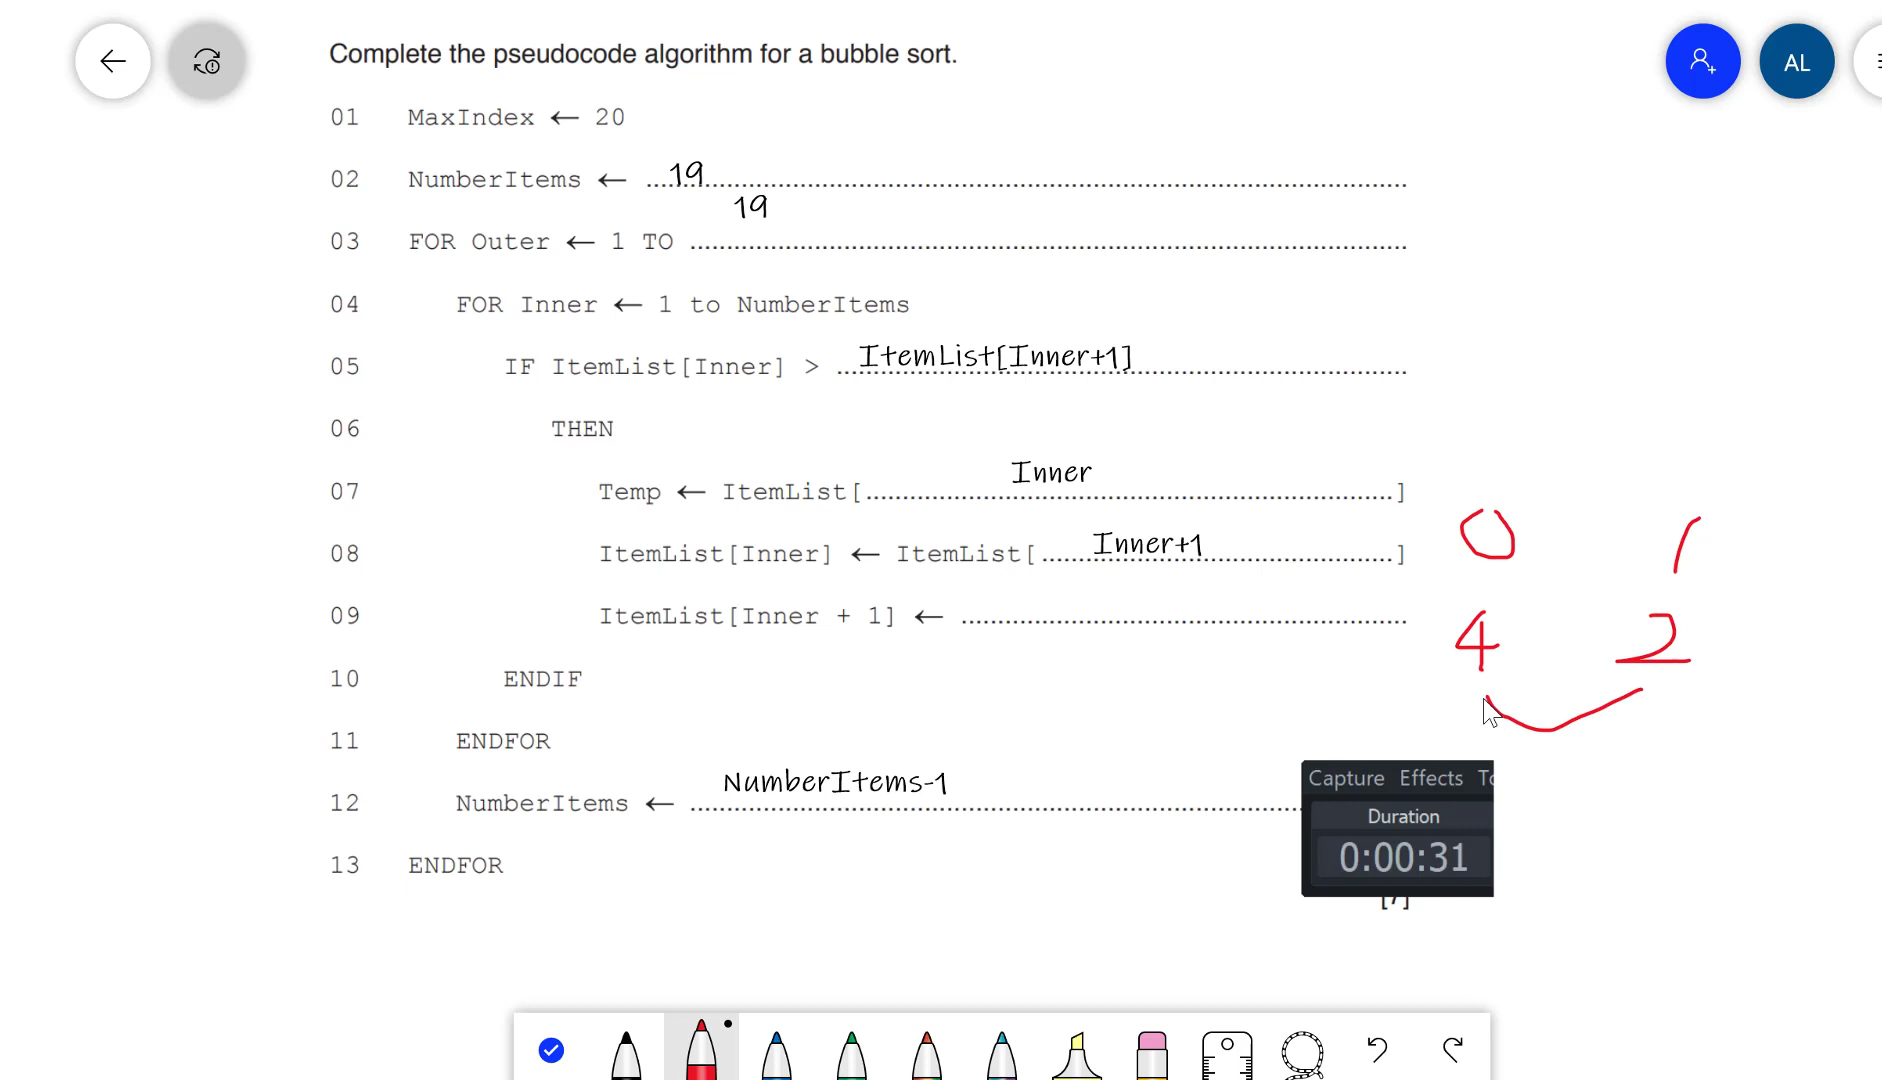 Complete the pseudocode algorithm for a bubble sort.
AL
01 MaxIndex ← 20
02 NumberItems ← 19
19
03 FOR Outer ← 1 TO
04 FOR Inner ← 1 to NumberItems
05 IF ItemList[Inner] > ItemList[Inner+1]
06 THEN
07 Temp ← ItemList[Inner]
08 ItemList[Inner] ← ItemList[Inner+1]
0 1
09 ItemList[Inner + 1] ←
4 2
10 ENDIF
11 ENDFOR
12 NumberItems ← NumberItems-1
Capture Effects
Duration
0:00:31
13 ENDFOR